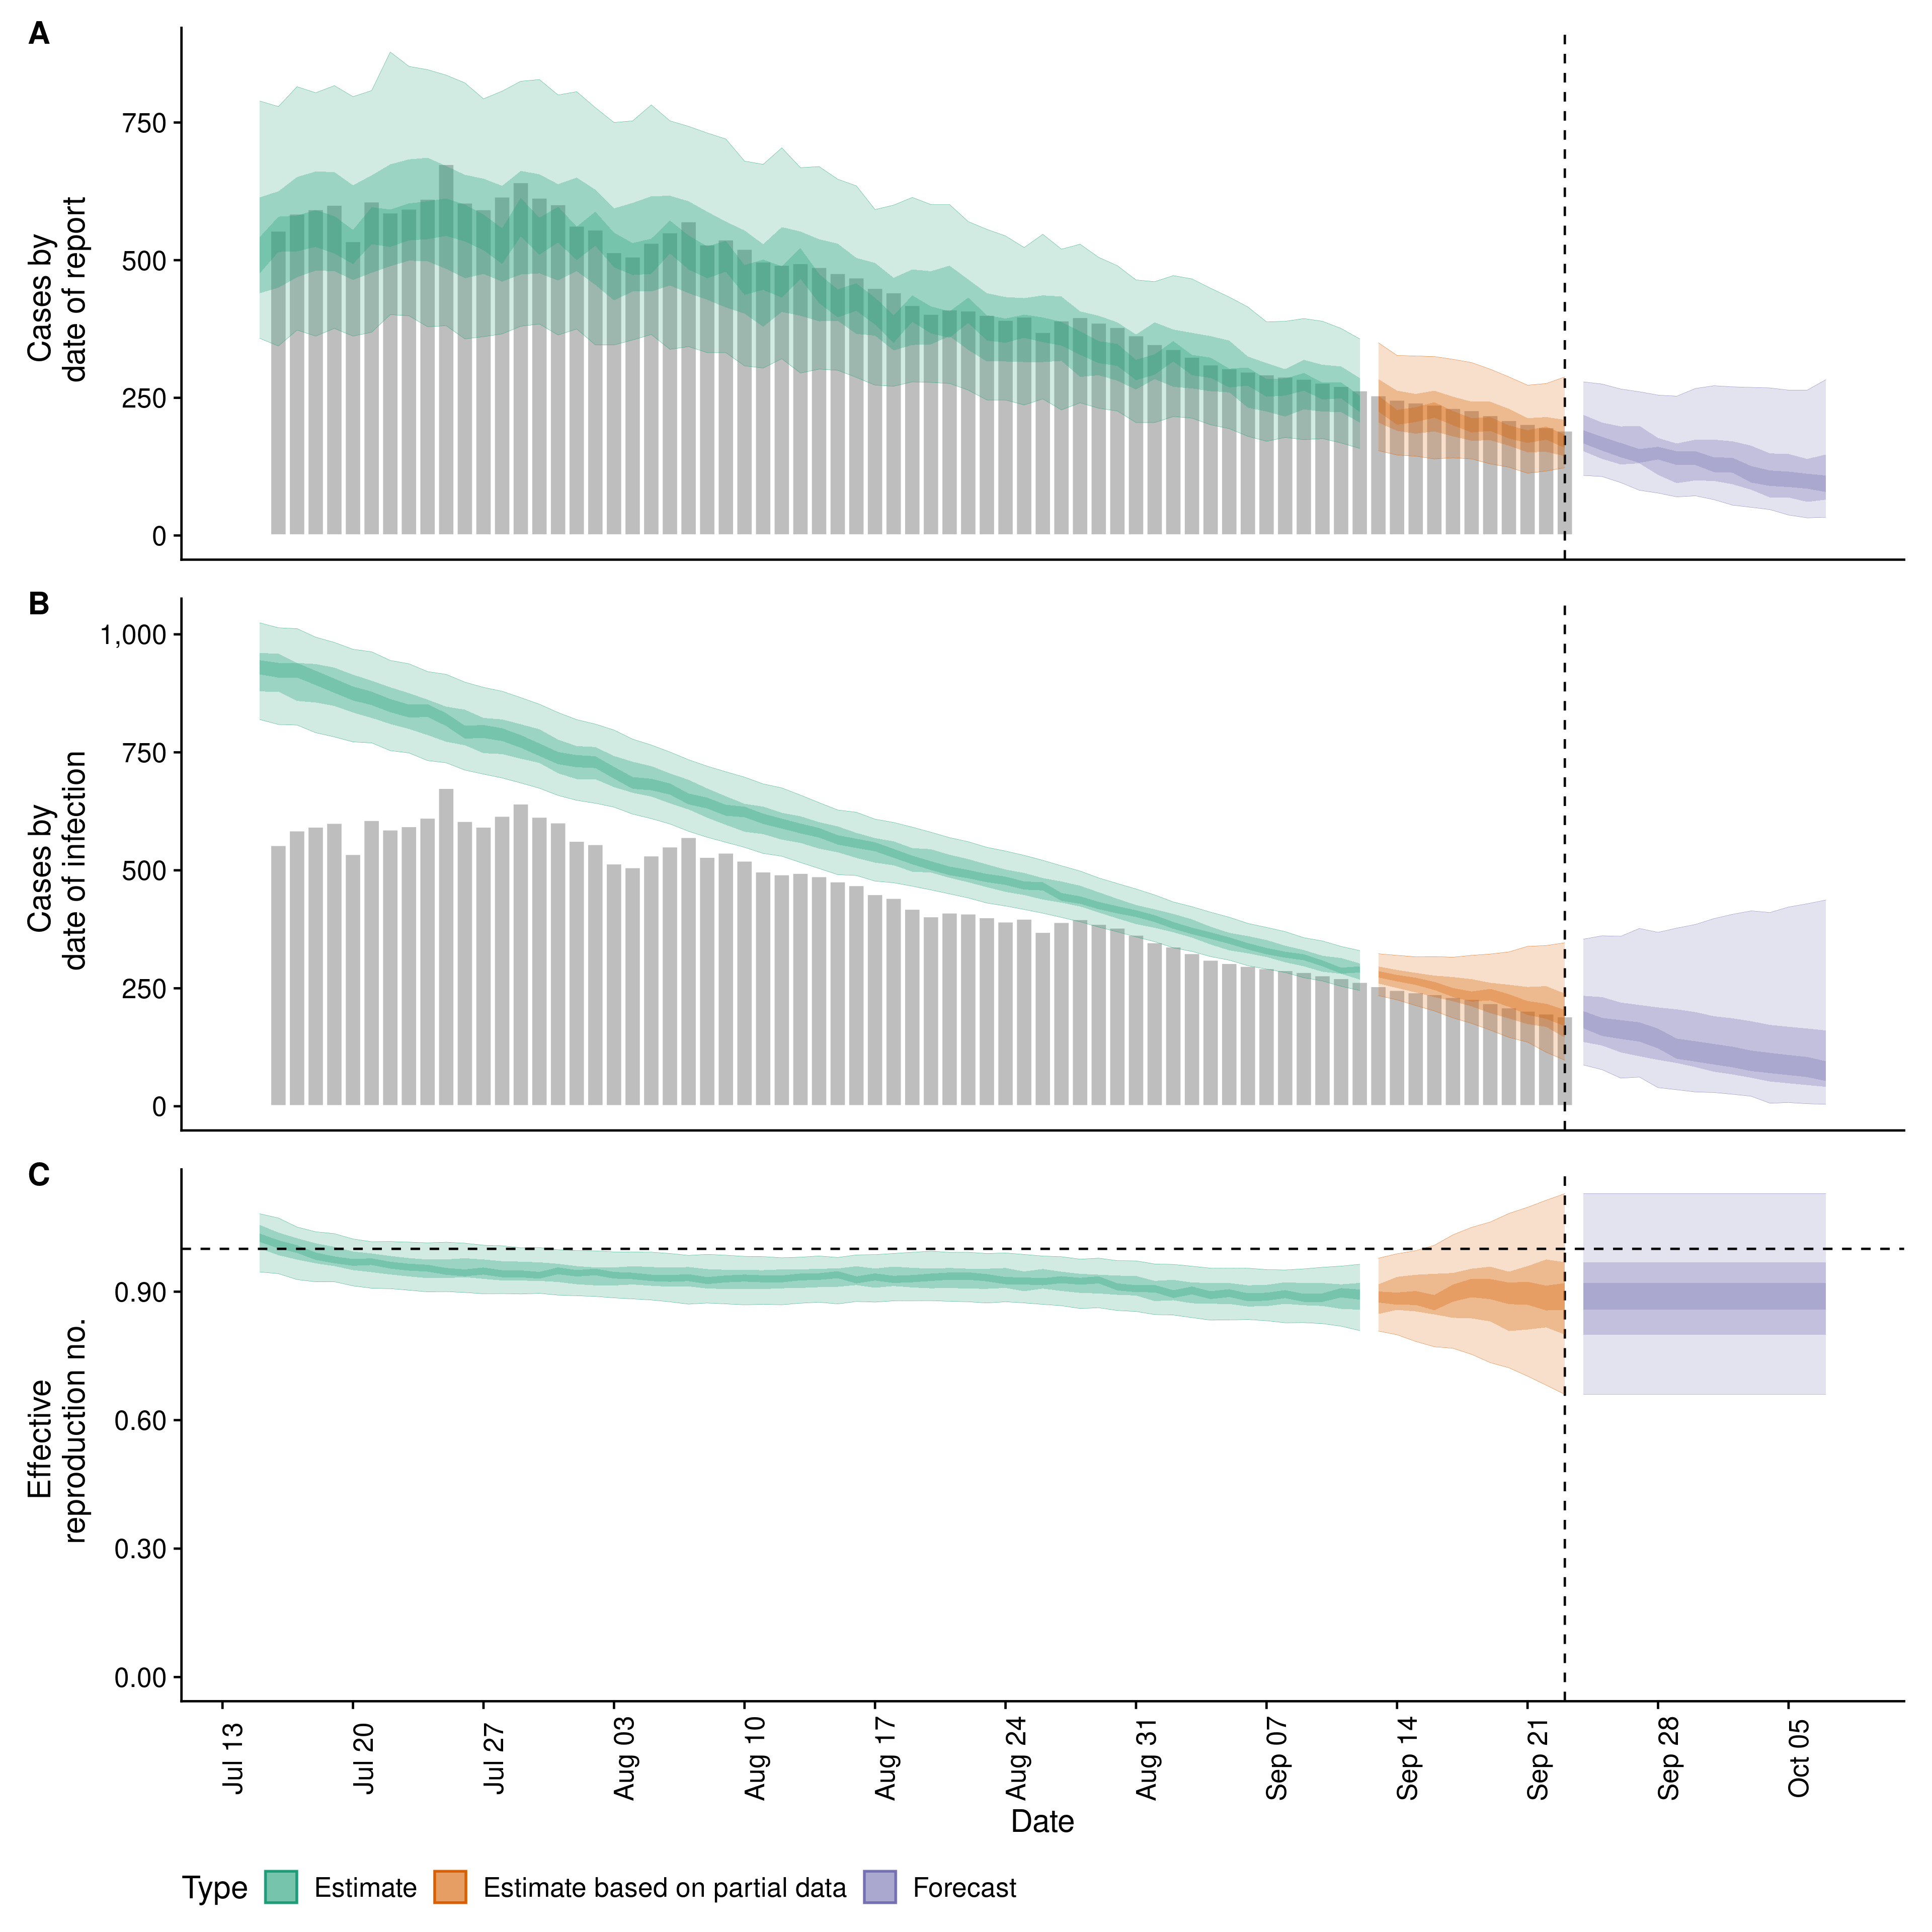 A
Cases by
date of report
750
500
250
0
B
Cases by
date of infection
1,000
750
500
250
0
C
Effective
reproduction no.
0.90
0.60
0.30
0.00
Jul 13
Jul 20
Jul 27
Aug 03
Aug 10
Aug 17
Aug 24
Aug 31
Sep 07
Sep 14
Sep 21
Sep 28
Oct 05
Date
Type Estimate Estimate based on partial data Forecast